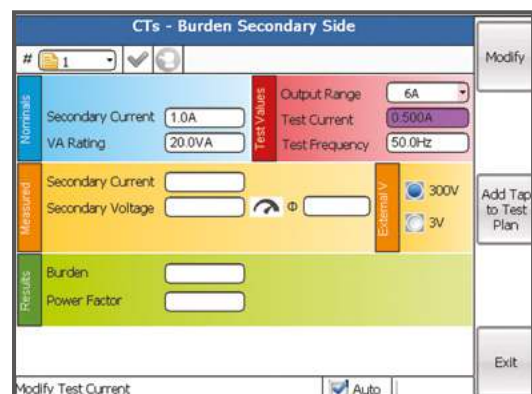 CTs - Burden Secondary Side
# 1
Modify
Nominals
Secondary Current 1.0A
VA Rating 20.0VA
Test Values
Output Range 6A
Test Current 0.500A
Test Frequency 50.0Hz
Measured
Secondary Current
Secondary Voltage Φ
External V
300V
3V
Add Tap
to Test
Plan
Results
Burden
Power Factor
Exit
Modify Test Current
Auto